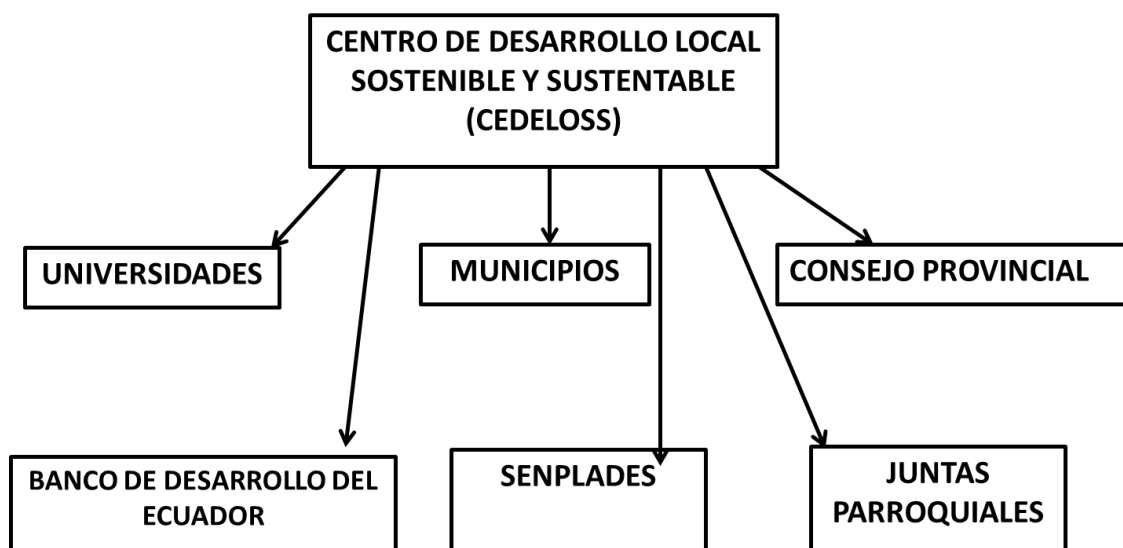 CENTRO DE DESARROLLO LOCAL
SOSTENIBLE Y SUSTENTABLE
(CEDELOSS)
UNIVERSIDADES
MUNICIPIOS
CONSEJO PROVINCIAL
BANCO DE DESARROLLO DEL
ECUADOR
SENPLADES
JUNTAS
PARROQUIALES